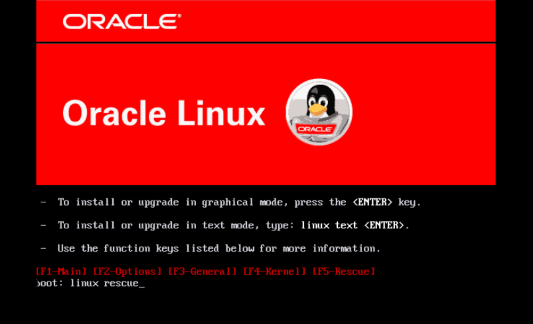 ORACLE®
Oracle Linux
ORACLE
- To install or upgrade in graphical mode, press the <ENTER> key.
- To install or upgrade in text mode, type: linux text <ENTER>.
- Use the function keys listed below for more information.
[F1-Main] [F2-Options] [F3-General] [F4-Kernel] [F5-Rescue]
boot: linux rescue_